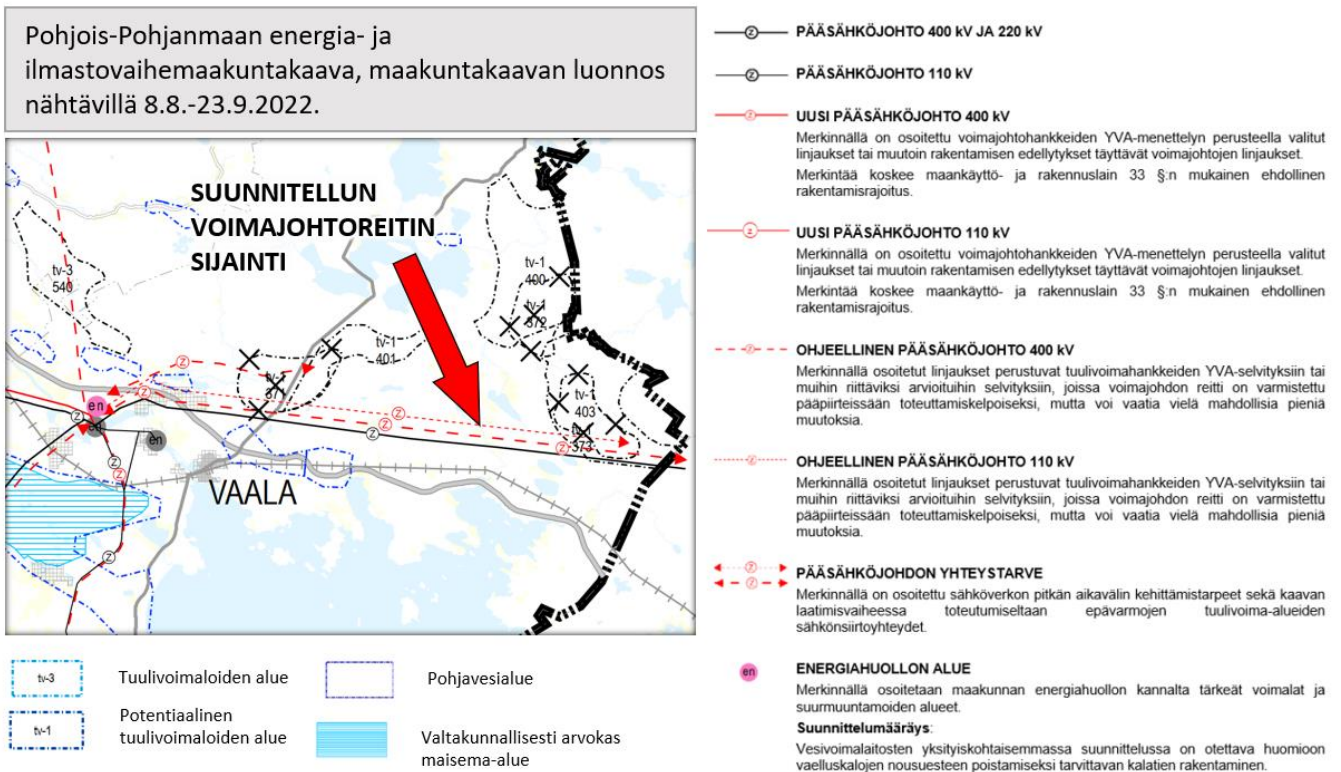 Pohjois-Pohjanmaan energia- ja
ilmastovaihemaakuntakaava, maakuntakaavan luonnos
nähtävillä 8.8.-23.9.2022.
SUUNNITELLUN
VOIMAJOHTOREITIN
SIJAINTI
tv-3
540
tv-1
400
372
tv-1
401
tv-1
403
373
en
en
VAALA
tv-3
Tuulivoimaloiden alue
Pohjavesialue
tv-1
Potentiaalinen
tuulivoimaloiden alue
Valtakunnallisesti arvokas
maisema-alue
PÄÄSÄHKÖJOHTO 400 kV JA 220 kV
PÄÄSÄHKÖJOHTO 110 kV
UUSI PÄÄSÄHKÖJOHTO 400 kV
Merkinnällä on osoitettu voimajohtohankkeiden YVA-menettelyn perusteella valitut
linjaukset tai muutoin rakentamisen edellytykset täyttävät voimajohtojen linjaukset.
Merkintää koskee maankäyttö- ja rakennuslain 33 §:n mukainen ehdollinen
rakentamisrajoitus.
UUSI PÄÄSÄHKÖJOHTO 110 kV
Merkinnällä on osoitettu voimajohtohankkeiden YVA-menettelyn perusteella valitut
linjaukset tai muutoin rakentamisen edellytykset täyttävät voimajohtojen linjaukset.
Merkintää koskee maankäyttö- ja rakennuslain 33 §:n mukainen ehdollinen
rakentamisrajoitus.
OHJEELLINEN PÄÄSÄHKÖJOHTO 400 kV
Merkinnällä osoitetut linjaukset perustuvat tuulivoimahankkeiden YVA-selvityksiin tai
muihin riittäviksi arvioituihin selvityksiin, joissa voimajohdon reitti on varmistettu
pääpiirteissään toteuttamiskelpoiseksi, mutta voi vaatia vielä mahdollisia pieniä
muutoksia.
OHJEELLINEN PÄÄSÄHKÖJOHTO 110 kV
Merkinnällä osoitetut linjaukset perustuvat tuulivoimahankkeiden YVA-selvityksiin tai
muihin riittäviksi arvioituihin selvityksiin, joissa voimajohdon reitti on varmistettu
pääpiirteissään toteuttamiskelpoiseksi, mutta voi vaatia vielä mahdollisia pieniä
muutoksia.
PÄÄSÄHKÖJOHDON YHTEYSTARVE
Merkinnällä on osoitettu sähköverkon pitkän aikavälin kehittämistarpeet sekä kaavan
laatimisvaiheessa toteutumiseltaan epävarmojen tuulivoima-alueiden
sähkönsiirtoyhteydet.
en
ENERGIAHUOLLON ALUE
Merkinnällä osoitetaan maakunnan energiahuollon kannalta tärkeät voimalat ja
suurmuuntamoiden alueet.
Suunnittelumääräys:
Vesivoimalaitosten yksityiskohtaisemmassa suunnittelussa on otettava huomioon
vaelluskalojen nousuesteen poistamiseksi tarvittavan kalatien rakentaminen.